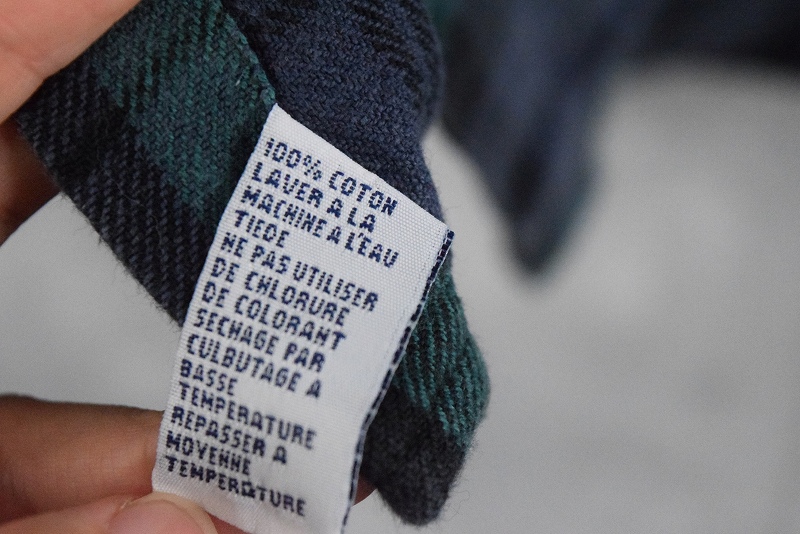 100% COTON
LAVER A LA
MACHINE A L'EAU
TIEDE
NE PAS UTILISER
DE CHLORURE
DE COLORANT
SECHAGE PAR
CULBUTAGE A
BASSE
TEMPERATURE
REPASSER A
MOYENNE
TEMPERATURE